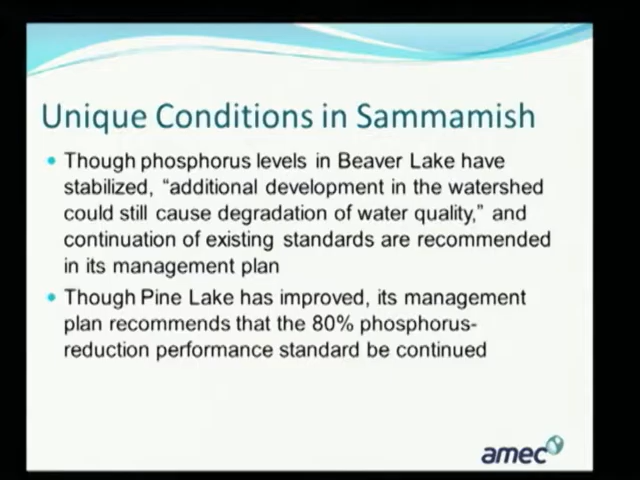 Unique Conditions in Sammamish
• Though phosphorus levels in Beaver Lake have
stabilized, “additional development in the watershed
could still cause degradation of water quality,” and
continuation of existing standards are recommended
in its management plan
• Though Pine Lake has improved, its management
plan recommends that the 80% phosphorus-
reduction performance standard be continued
amec